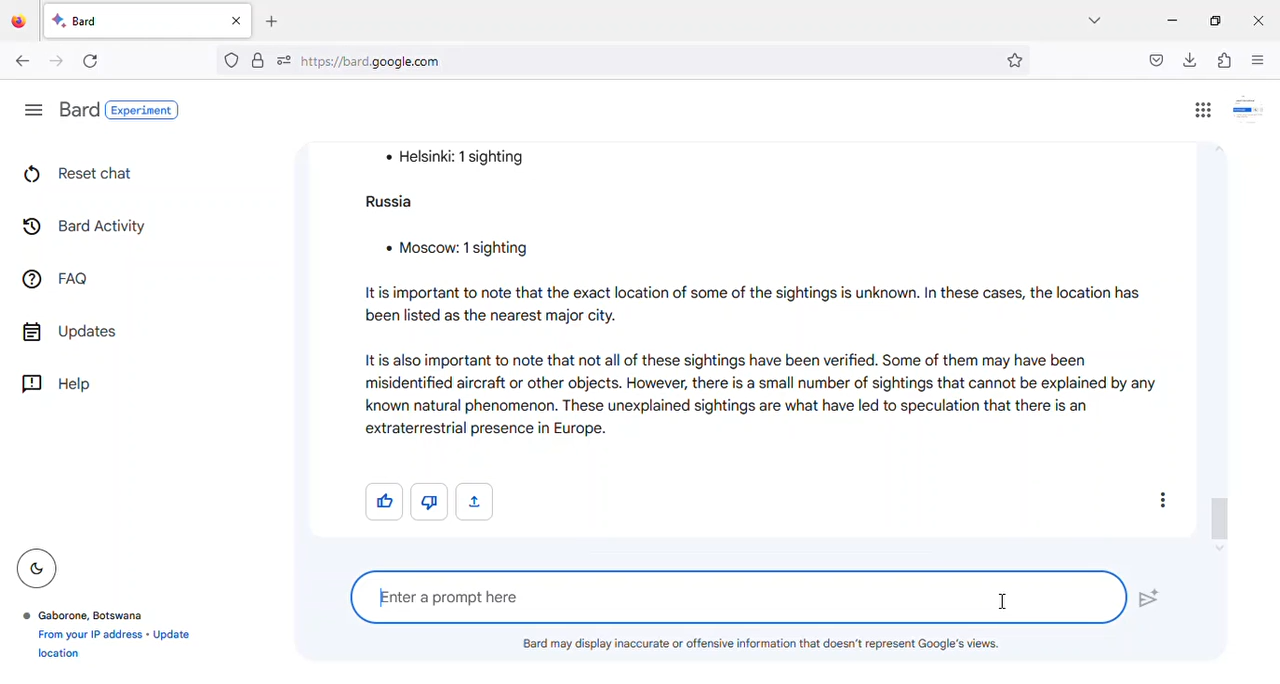 Bard
https://bard.google.com
Bard Experiment
Reset chat
Bard Activity
FAQ
Updates
Help
Gaborone, Botswana
From your IP address • Update
location
• Helsinki: 1 sighting
Russia
• Moscow: 1 sighting
It is important to note that the exact location of some of the sightings is unknown. In these cases, the location has
been listed as the nearest major city.
It is also important to note that not all of these sightings have been verified. Some of them may have been
misidentified aircraft or other objects. However, there is a small number of sightings that cannot be explained by any
known natural phenomenon. These unexplained sightings are what have led to speculation that there is an
extraterrestrial presence in Europe.
Enter a prompt here
Bard may display inaccurate or offensive information that doesn't represent Google's views.